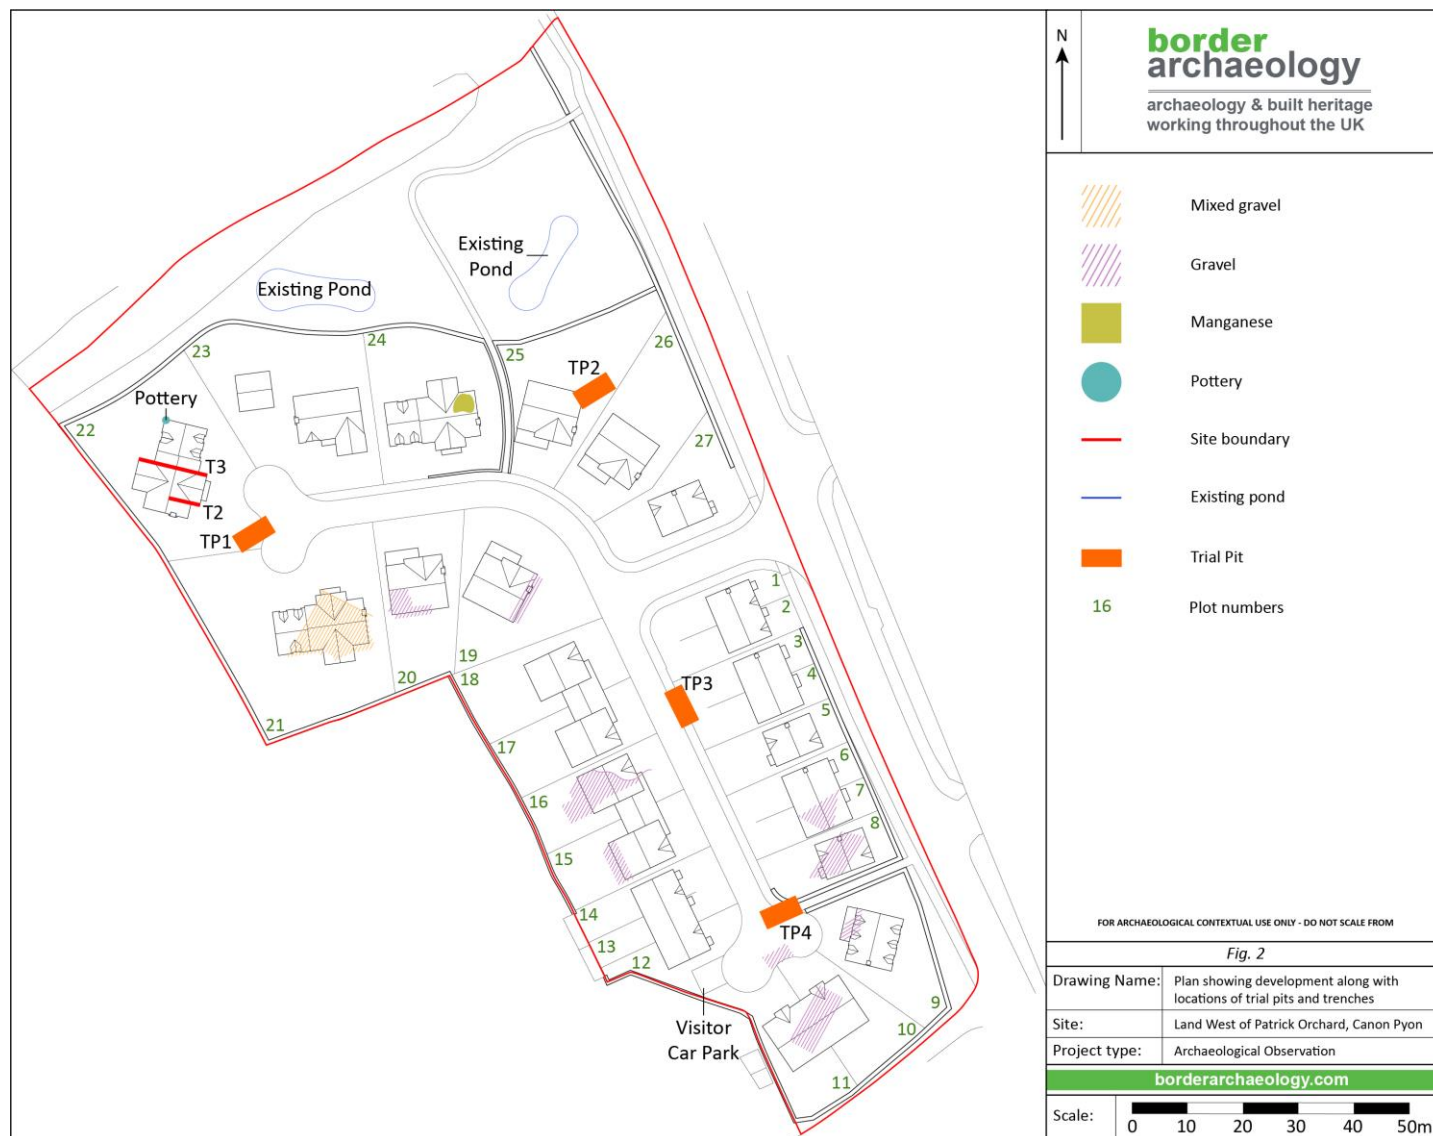 border
archaeology
archaeology & built heritage
working throughout the UK
N
Mixed gravel
Gravel
Manganese
Pottery
Site boundary
Existing pond
Trial Pit
16
Plot numbers
Existing
Pond
Existing Pond
23
24
25
26
TP2
Pottery
22
27
T3
T2
TP1
1
2
3
4
5
6
7
8
TP3
19
20
18
21
17
16
15
14
13
12
TP4
9
10
11
Visitor
Car Park
FOR ARCHAEOLOGICAL CONTEXTUAL USE ONLY - DO NOT SCALE FROM
Fig. 2
Drawing Name: Plan showing development along with
locations of trial pits and trenches
Site: Land West of Patrick Orchard, Canon Pyon
Project type: Archaeological Observation
borderarchaeology.com
Scale: 0 10 20 30 40 50m